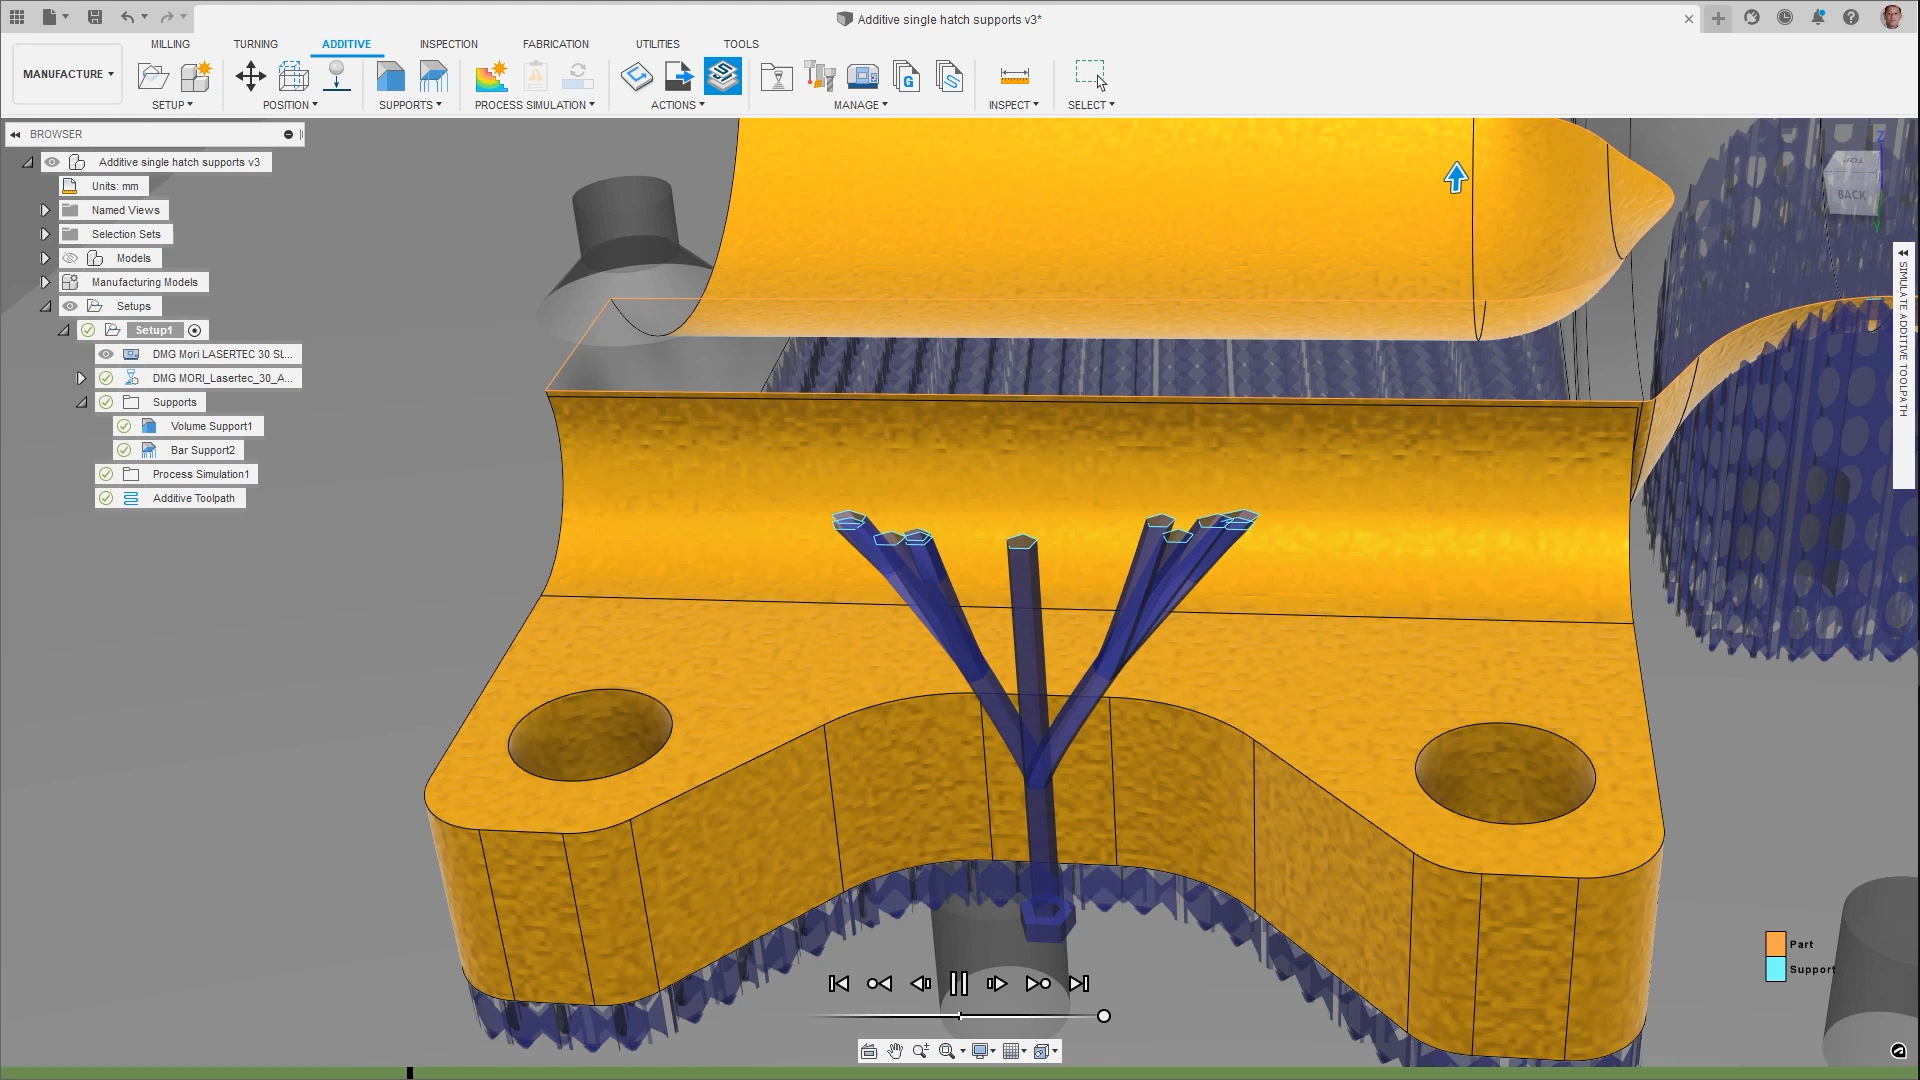 Additive single hatch supports v3*
MANUFACTURE
MILLING TURNING ADDITIVE INSPECTION FABRICATION UTILITIES TOOLS
SETUP POSITION SUPPORTS PROCESS SIMULATION ACTIONS MANAGE INSPECT SELECT
BROWSER
Additive single hatch supports v3
Units: mm
Named Views
Selection Sets
Models
Manufacturing Models
Setups
Setup1
DMG Mori LASERTEC 30 SL...
DMG MORI_Lasertec_30_A...
Supports
Volume Support1
Bar Support2
Process Simulation1
Additive Toolpath
Z
TOP
BACK
Y
SIMULATE ADDITIVE TOOLPATH
Part
Support